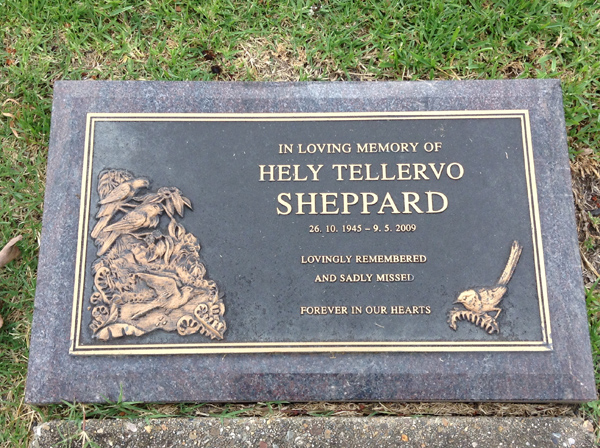 IN LOVING MEMORY OF
HELY TELLERVO
SHEPPARD
26. 10. 1945 – 9. 5. 2009
LOVINGLY REMEMBERED
AND SADLY MISSED
FOREVER IN OUR HEARTS